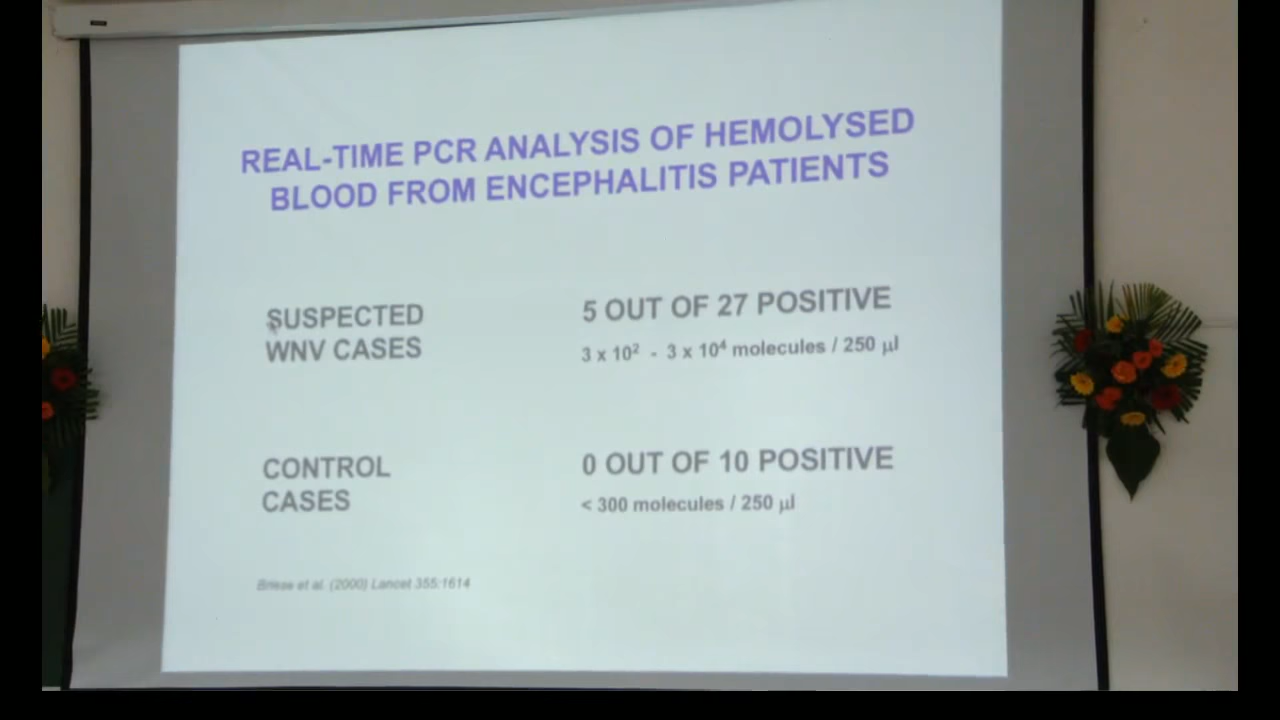 REAL-TIME PCR ANALYSIS OF HEMOLYSED
BLOOD FROM ENCEPHALITIS PATIENTS
SUSPECTED
WNV CASES
5 OUT OF 27 POSITIVE
3 x 10² - 3 x 10⁴ molecules / 250 µl
CONTROL
CASES
0 OUT OF 10 POSITIVE
< 300 molecules / 250 µl
Briese et al. (2000) Lancet 355:1614